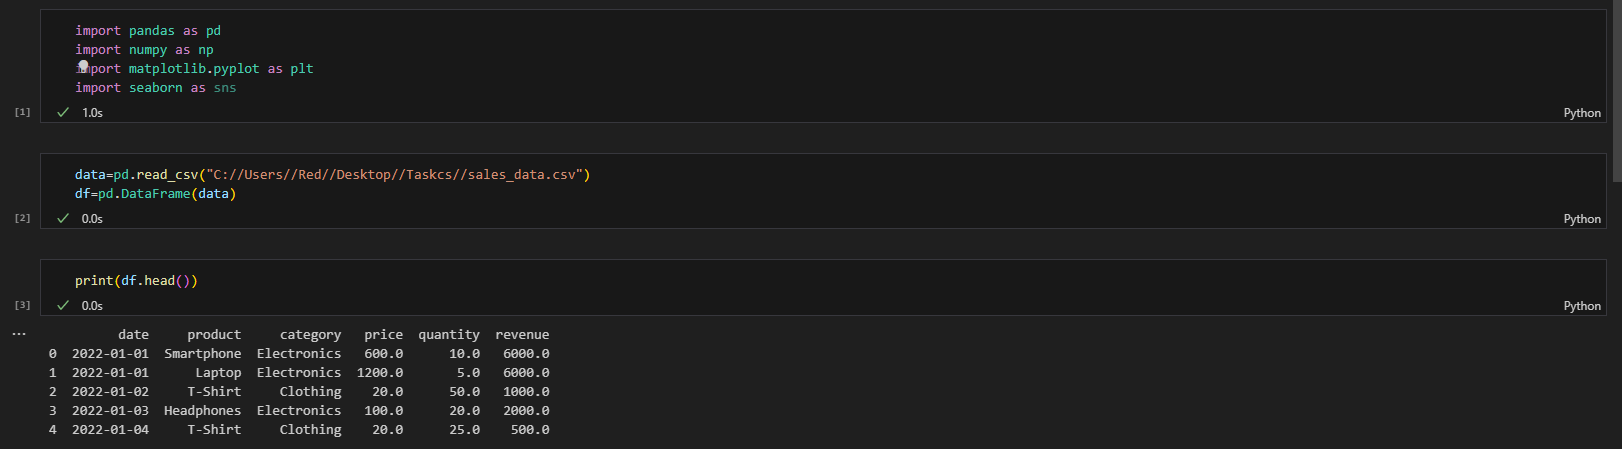 import pandas as pd
import numpy as np
import matplotlib.pyplot as plt
import seaborn as sns
[1] 1.0s Python
data=pd.read_csv("C://Users//Red//Desktop//Taskcs//sales_data.csv")
df=pd.DataFrame(data)
[2] 0.0s Python
print(df.head())
[3] 0.0s Python
... date product category price quantity revenue
0 2022-01-01 Smartphone Electronics 600.0 10.0 6000.0
1 2022-01-01 Laptop Electronics 1200.0 5.0 6000.0
2 2022-01-02 T-Shirt Clothing 20.0 50.0 1000.0
3 2022-01-03 Headphones Electronics 100.0 20.0 2000.0
4 2022-01-04 T-Shirt Clothing 20.0 25.0 500.0